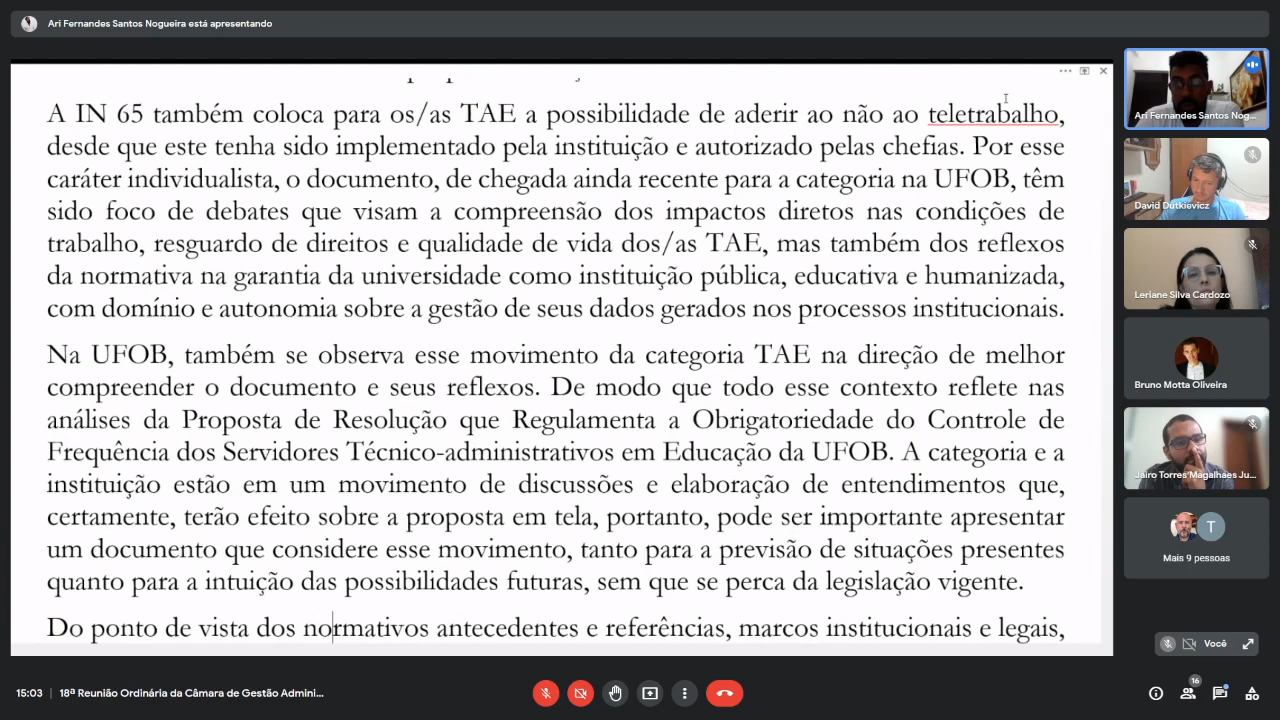 Ari Fernandes Santos Nogueira está apresentando
A IN 65 também coloca para os/as TAE a possibilidade de aderir ao não ao teletrabalho,
desde que este tenha sido implementado pela instituição e autorizado pelas chefias. Por esse
caráter individualista, o documento, de chegada ainda recente para a categoria na UFOB, têm
sido foco de debates que visam a compreensão dos impactos diretos nas condições de
trabalho, resguardo de direitos e qualidade de vida dos/as TAE, mas também dos reflexos
da normativa na garantia da universidade como instituição pública, educativa e humanizada,
com domínio e autonomia sobre a gestão de seus dados gerados nos processos institucionais.
Na UFOB, também se observa esse movimento da categoria TAE na direção de melhor
compreender o documento e seus reflexos. De modo que todo esse contexto reflete nas
análises da Proposta de Resolução que Regulamenta a Obrigatoriedade do Controle de
Frequência dos Servidores Técnico-administrativos em Educação da UFOB. A categoria e a
instituição estão em um movimento de discussões e elaboração de entendimentos que,
certamente, terão efeito sobre a proposta em tela, portanto, pode ser importante apresentar
um documento que considere esse movimento, tanto para a previsão de situações presentes
quanto para a intuição das possibilidades futuras, sem que se perca da legislação vigente.
Do ponto de vista dos normativos antecedentes e referências, marcos institucionais e legais,
Ari Fernandes Santos Nog...
David Dutkievicz
Leriane Silva Cardozo
Bruno Motta Oliveira
Jairo Torres Magalhães Ju...
T
Mais 9 pessoas
Você
15:03 | 18ª Reunião Ordinária da Câmara de Gestão Admini...
16